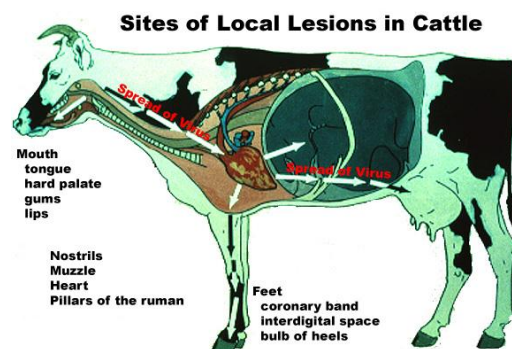 Sites of Local Lesions in Cattle
Spread of Virus
Spread of Virus
Mouth
tongue
hard palate
gums
lips
Nostrils
Muzzle
Heart
Pillars of the ruman
Feet
coronary band
interdigital space
bulb of heels